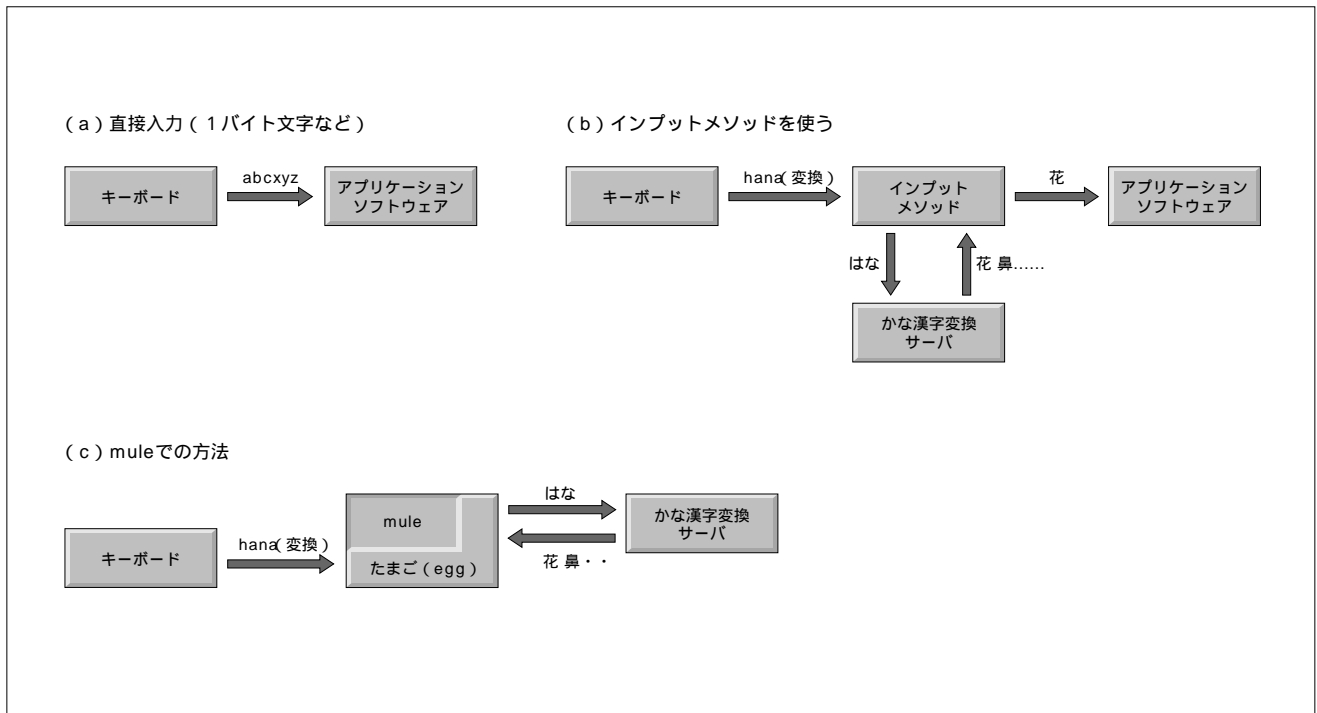 (a)直接入力(1バイト文字など)
キーボード
abcxyz
アプリケーション
ソフトウェア
(b)インプットメソッドを使う
キーボード
hana(変換)
インプット
メソッド
花
アプリケーション
ソフトウェア
はな
花 鼻……
かな漢字変換
サーバ
(c)muleでの方法
キーボード
hana(変換)
mule
たまご(egg)
はな
花 鼻・・
かな漢字変換
サーバ